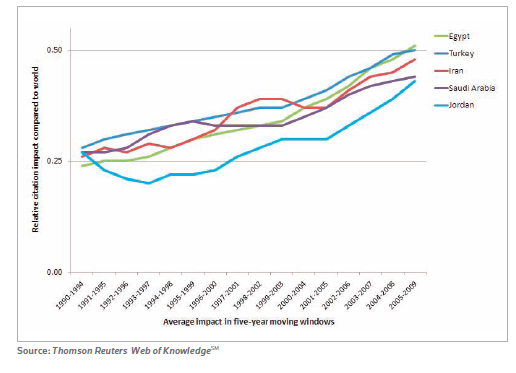 Relative citation impact compared to world
0.50
0.25
0.00
Egypt
Turkey
Iran
Saudi Arabia
Jordan
1990-1994
1991-1995
1992-1996
1993-1997
1994-1998
1995-1999
1996-2000
1997-2001
1998-2002
1999-2003
2000-2004
2001-2005
2002-2006
2003-2007
2004-2008
2005-2009
Average impact in five-year moving windows
Source: Thomson Reuters Web of Knowledge℠